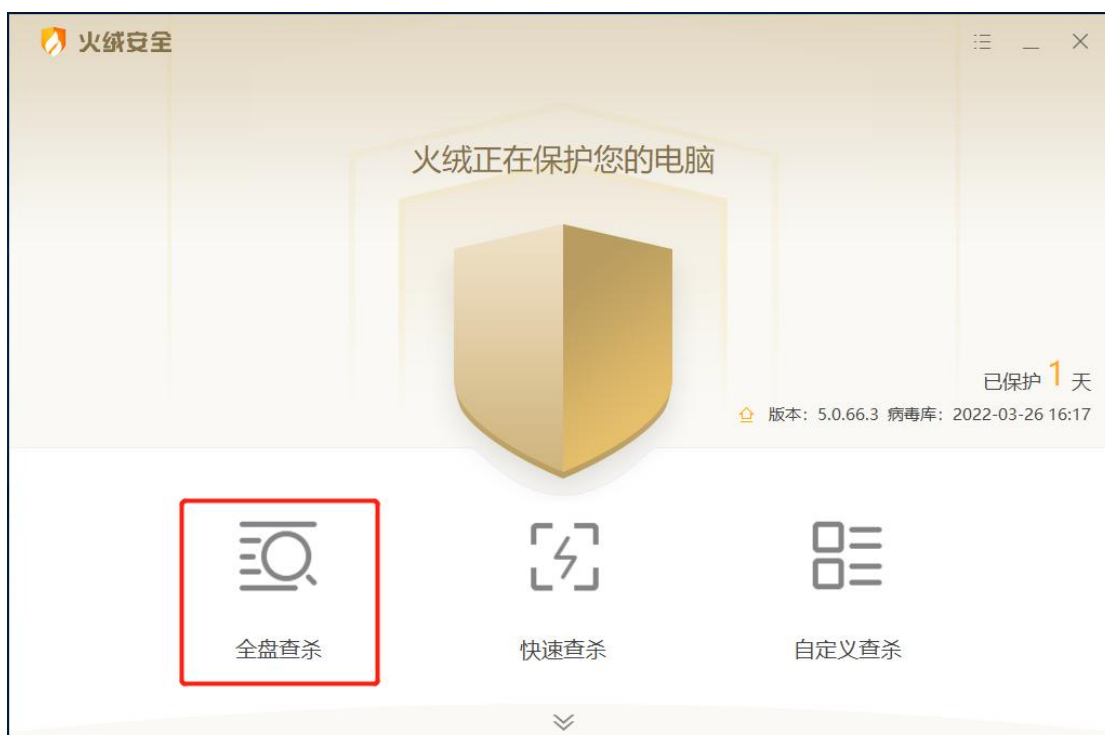 火绒安全
火绒正在保护您的电脑
已保护 1 天
版本：5.0.66.3 病毒库：2022-03-26 16:17
全盘查杀
快速查杀
自定义查杀